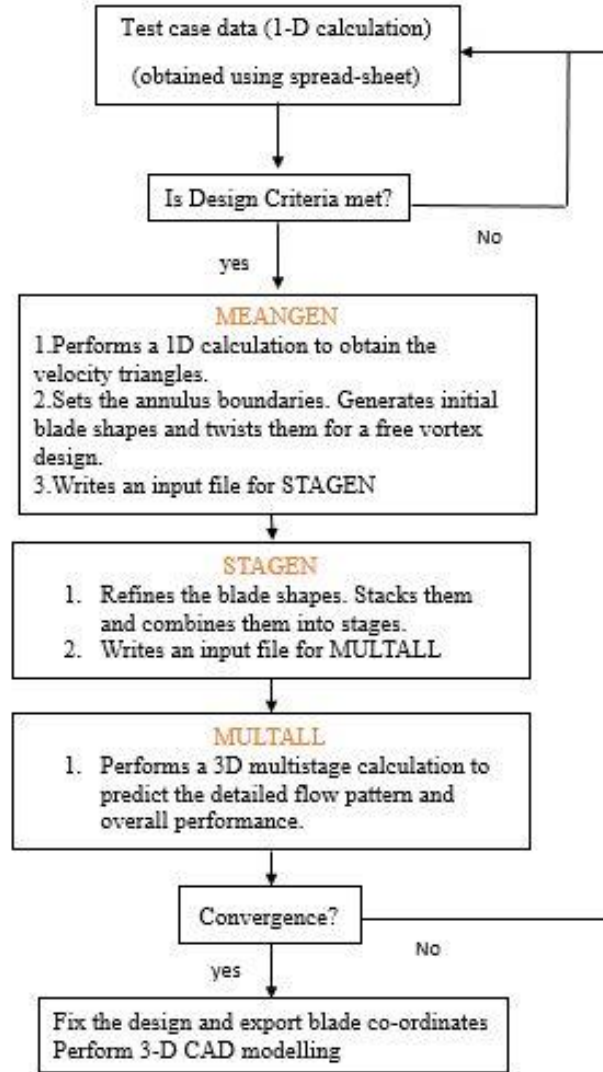 Test case data (1-D calculation)
(obtained using spread-sheet)
Is Design Criteria met?
No
yes
MEANGEN
1.Performs a 1D calculation to obtain the
velocity triangles.
2.Sets the annulus boundaries. Generates initial
blade shapes and twists them for a free vortex
design.
3.Writes an input file for STAGEN
STAGEN
1. Refines the blade shapes. Stacks them
and combines them into stages.
2. Writes an input file for MULTALL
MULTALL
1. Performs a 3D multistage calculation to
predict the detailed flow pattern and
overall performance.
Convergence?
No
yes
Fix the design and export blade co-ordinates
Perform 3-D CAD modelling